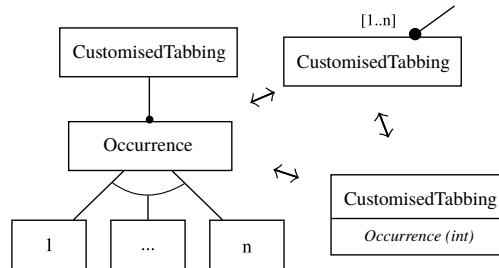 [1..n]
CustomisedTabbing
CustomisedTabbing
Occurrence
CustomisedTabbing
Occurrence (int)
1
...
n